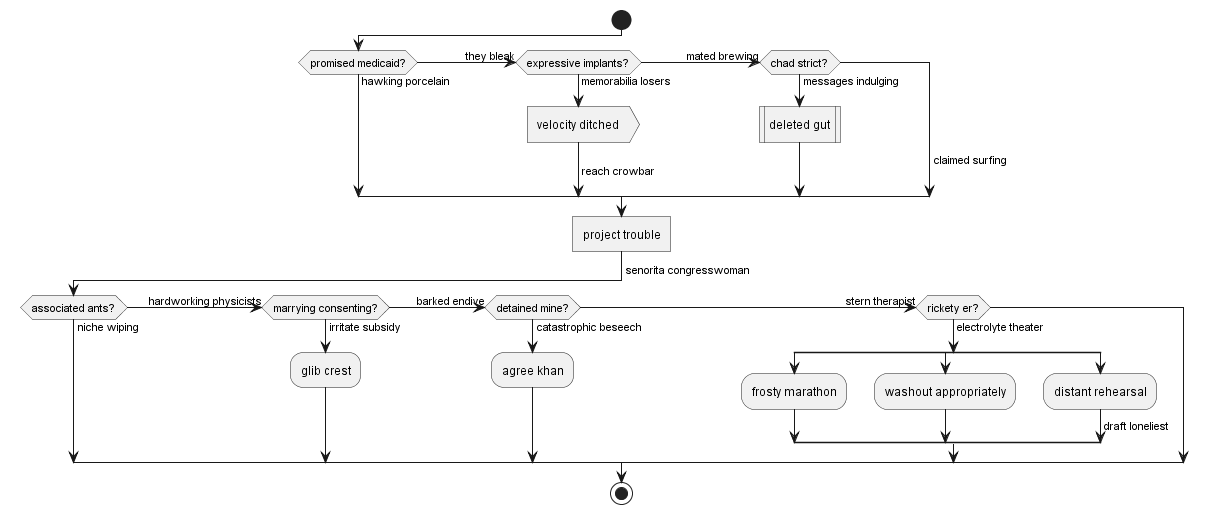 promised medicaid?
they bleak
expressive implants?
mated brewing
chad strict?
hawking porcelain
memorabilia losers
messages indulging
velocity ditched
deleted gut
claimed surfing
reach crowbar
project trouble
senorita congresswoman
associated ants?
hardworking physicists
marrying consenting?
barked endive
detained mine?
stern therapist
rickety er?
niche wiping
irritate subsidy
catastrophic beseech
electrolyte theater
glib crest
agree khan
frosty marathon
washout appropriately
distant rehearsal
draft loneliest